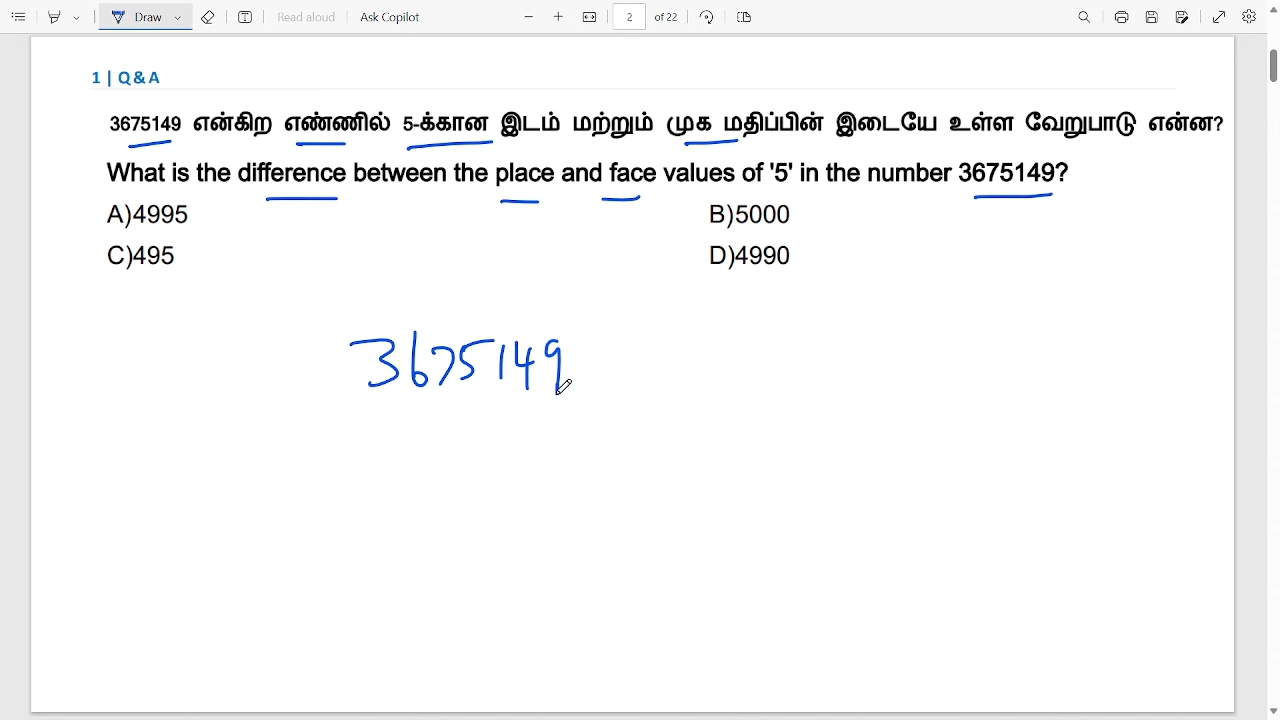 Draw
Read aloud
Ask Copilot
2
of 22
1 | Q&A
3675149 என்கிற எண்ணில் 5-க்கான இடம் மற்றும் முக மதிப்பின் இடையே உள்ள வேறுபாடு என்ன?
What is the difference between the place and face values of '5' in the number 3675149?
A)4995
B)5000
C)495
D)4990
3675149